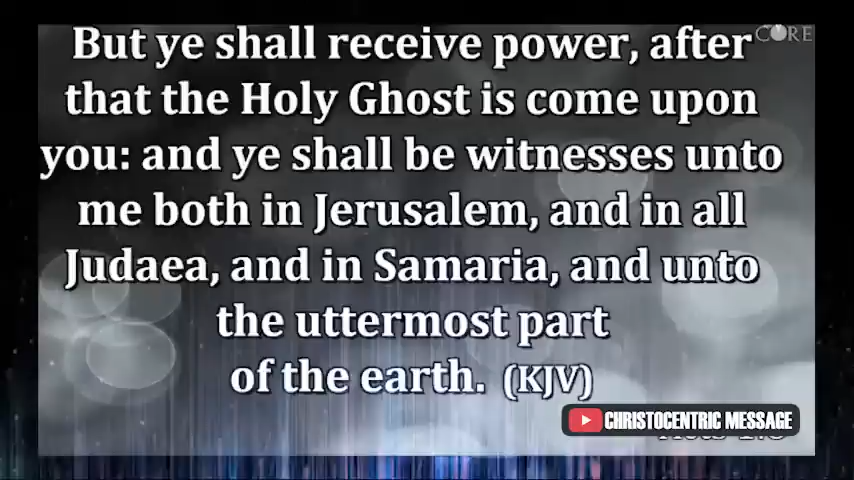 But ye shall receive power, after
that the Holy Ghost is come upon
you: and ye shall be witnesses unto
me both in Jerusalem, and in all
Judaea, and in Samaria, and unto
the uttermost part
of the earth. (KJV)
CORE
CHRISTOCENTRIC MESSAGE